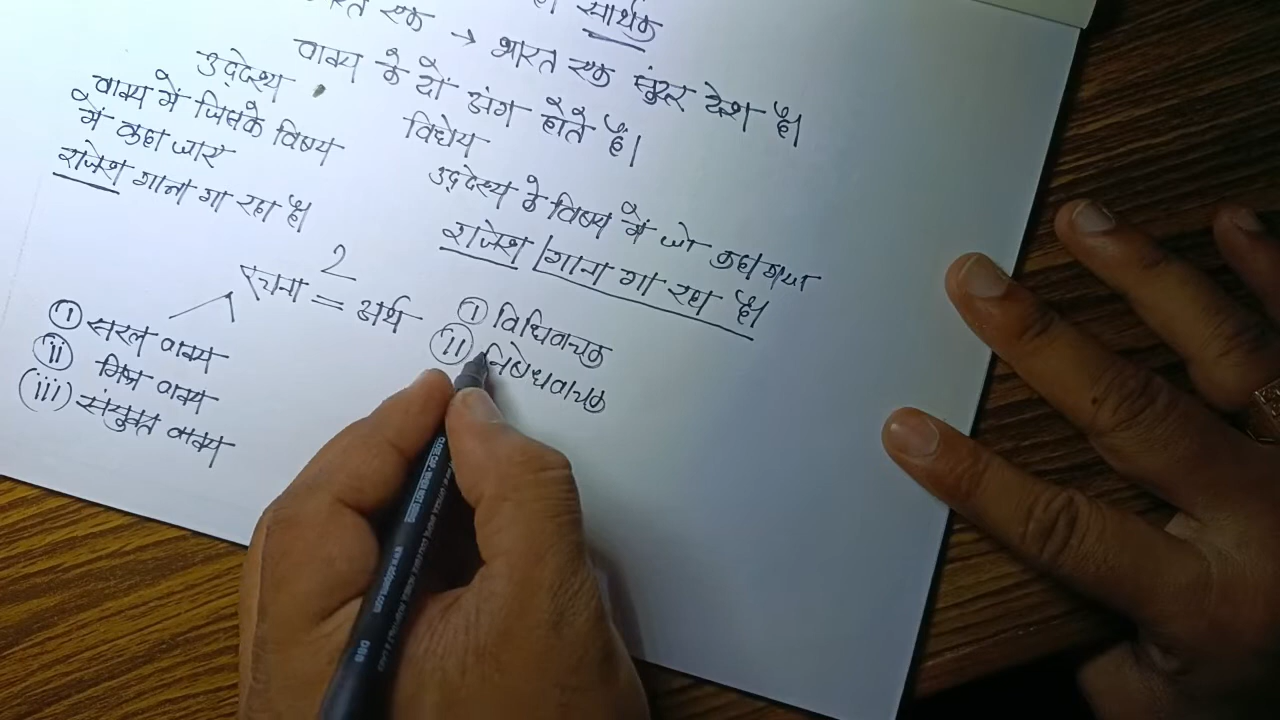 सार्थक
एक → भारत एक सुंदर देश है।
वाक्य के दो अंग होते हैं।
उद्देश्य
वाक्य में जिसके विषय
में कहा जाए
राजेश गाना गा रहा है।
विधेय
उद्देश्य के विषय में जो कहा गया
राजेश | गाना गा रहा है।
2
रचना = अर्थ
(i) सरल वाक्य
(ii) मिश्र वाक्य
(iii) संयुक्त वाक्य
(i) विधिवाचक
(ii) निषेधवाचक